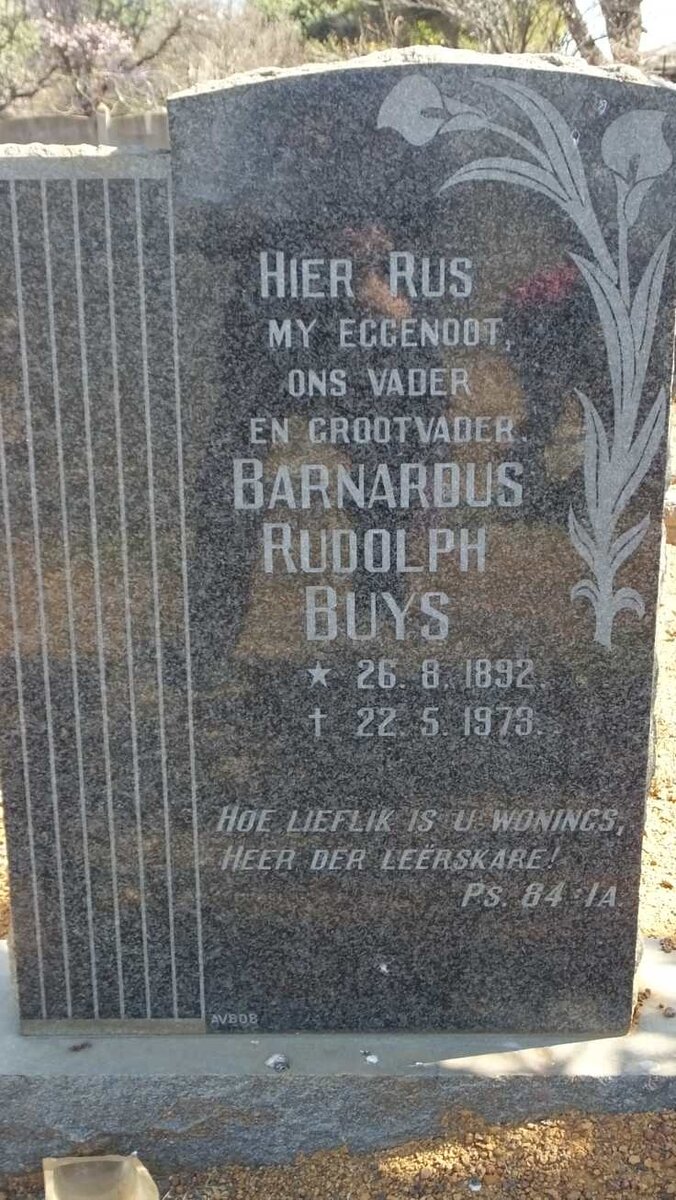 HIER RUS
MY EGGENOOT,
ONS VADER
EN GROOTVADER.
BARNARDUS
RUDOLPH
BUYS
★ 26. 8. 1892.
† 22. 5. 1973.
HOE LIEFLIK IS U WONINGS,
HEER DER LEËRSKARE!
PS. 84:1A.
AVBOB